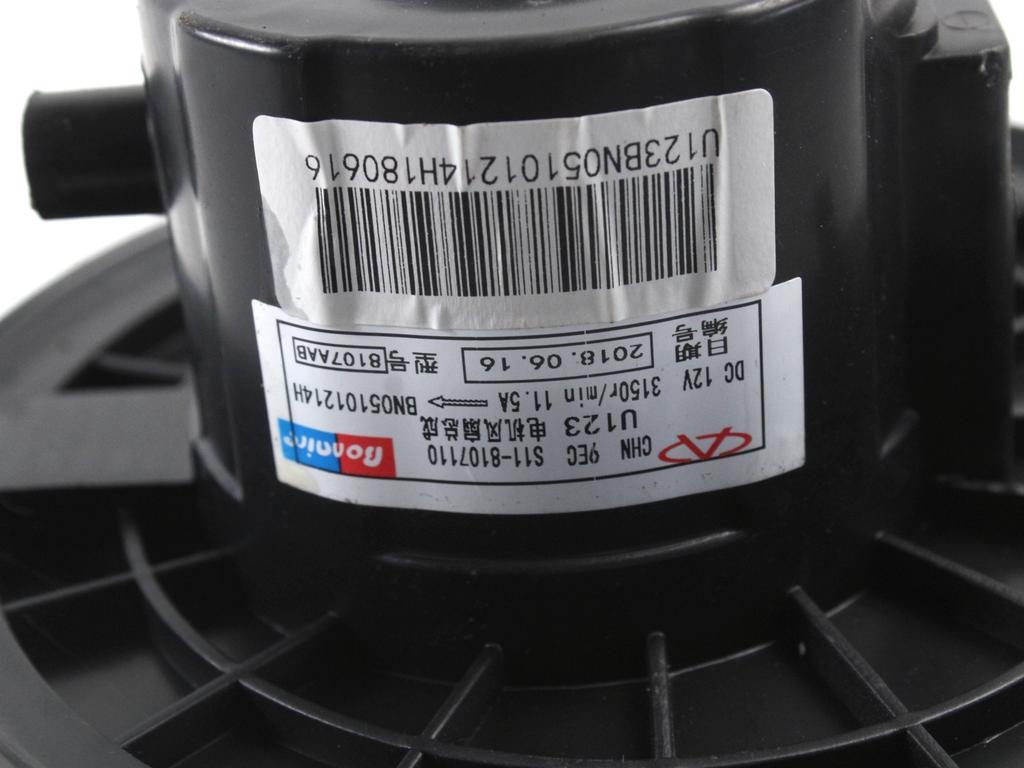 CHN 9EC S11-8107110 Bonaire
U123 电机风扇总成
DC 12V 3150r/min 11.5A → BN05101214H
日期 2018.06.16 型号 8107AAB
编号
U123BN05101214H180616